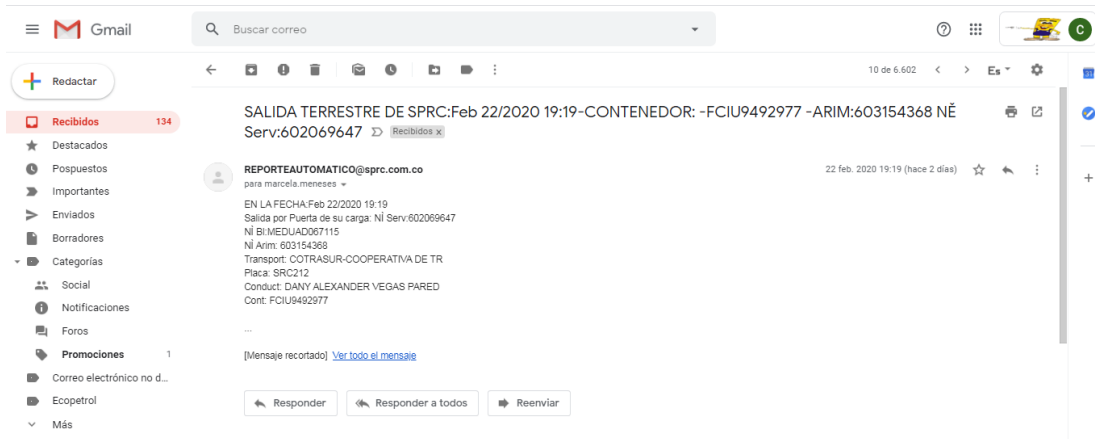 Gmail
Buscar correo
C
Redactar
10 de 6.602
Es
31
Recibidos 134
Destacados
Pospuestos
Importantes
Enviados
Borradores
Categorías
Social
Notificaciones
Foros
Promociones 1
Correo electrónico no d...
Ecopetrol
Más
SALIDA TERRESTRE DE SPRC:Feb 22/2020 19:19-CONTENEDOR: -FCIU9492977 -ARIM:603154368 NĚ
Serv:602069647 Recibidos x
REPORTEAUTOMATICO@sprc.com.co
22 feb. 2020 19:19 (hace 2 días)
para marcela.meneses
EN LA FECHA:Feb 22/2020 19:19
Salida por Puerta de su carga: NÍ Serv:602069647
NÍ Bl:MEDUAD067115
NÌ Arim: 603154368
Transport: COTRASUR-COOPERATIVA DE TR
Placa: SRC212
Conduct: DANY ALEXANDER VEGAS PARED
Cont: FCIU9492977
...
[Mensaje recortado] Ver todo el mensaje
Responder
Responder a todos
Reenviar